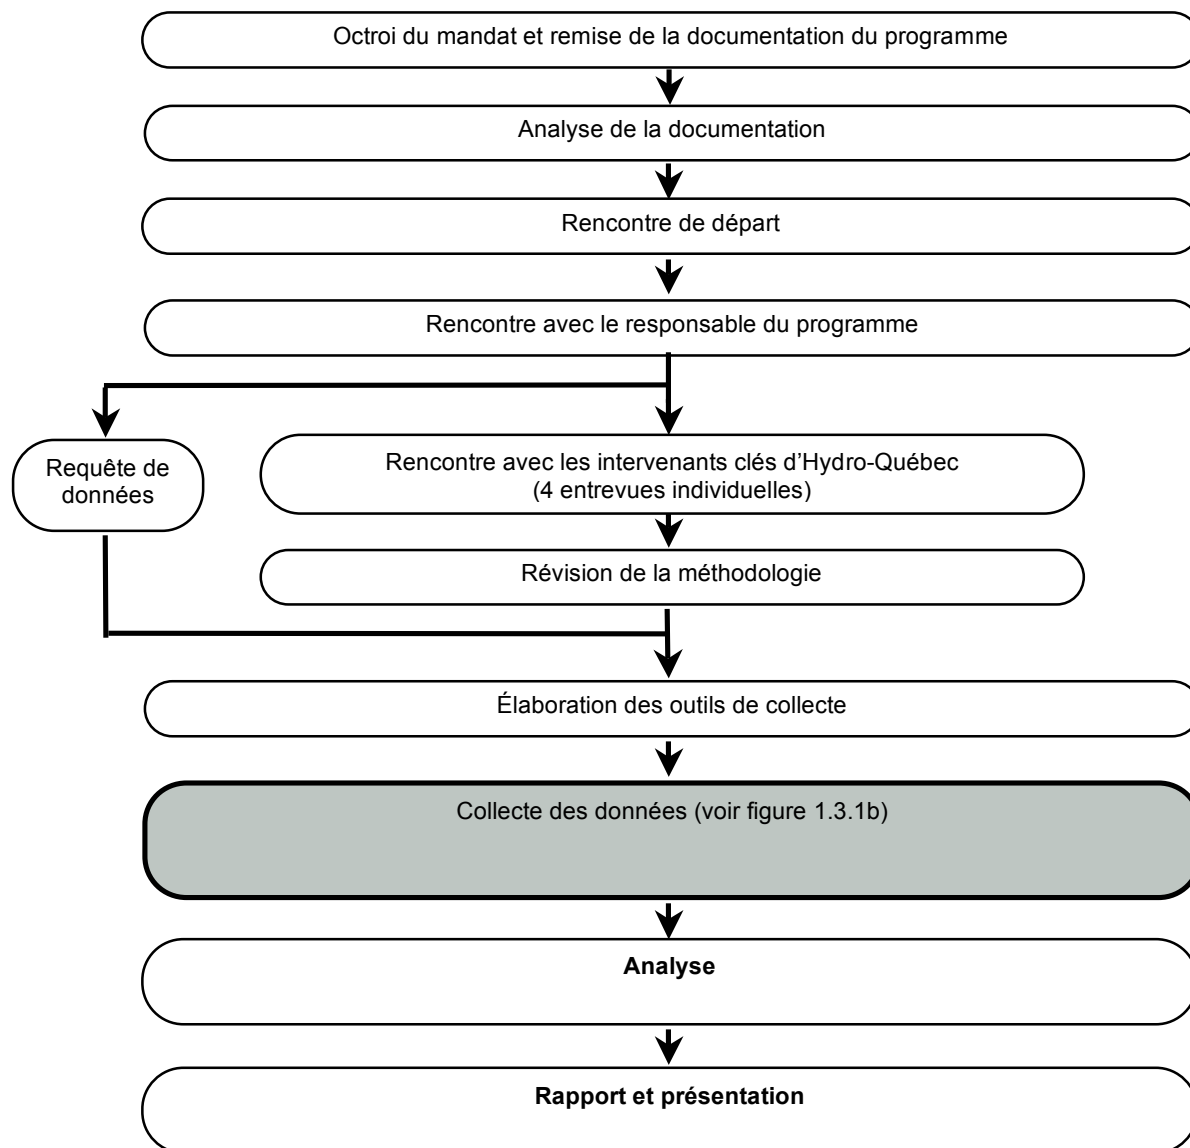 Octroi du mandat et remise de la documentation du programme
Analyse de la documentation
Rencontre de départ
Rencontre avec le responsable du programme
Requête de
données
Rencontre avec les intervenants clés d’Hydro-Québec
(4 entrevues individuelles)
Révision de la méthodologie
Élaboration des outils de collecte
Collecte des données (voir figure 1.3.1b)
Analyse
Rapport et présentation